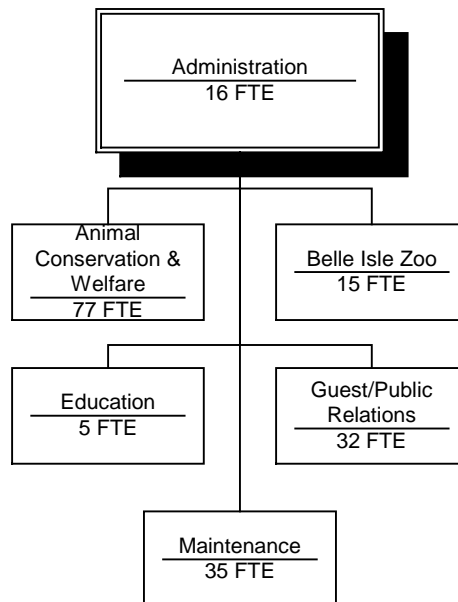 Administration
16 FTE
Animal
Conservation &
Welfare
77 FTE
Belle Isle Zoo
15 FTE
Education
5 FTE
Guest/Public
Relations
32 FTE
Maintenance
35 FTE